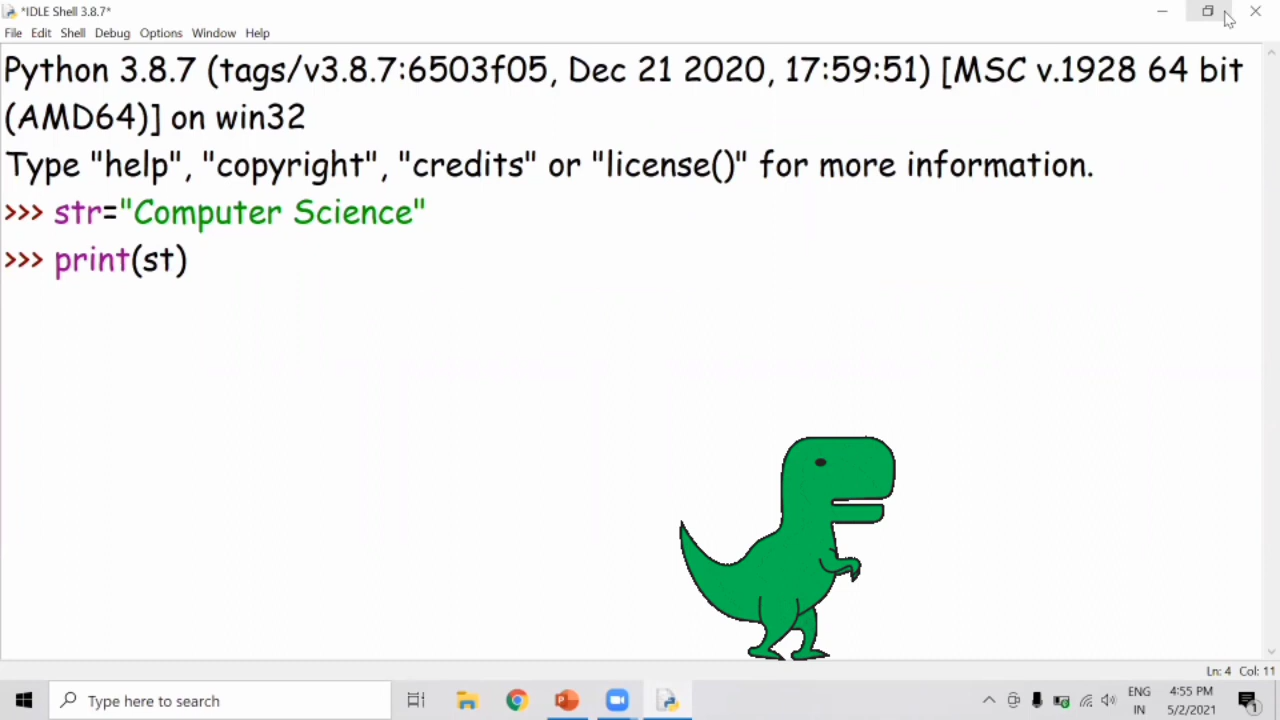 *IDLE Shell 3.8.7*
File Edit Shell Debug Options Window Help
Python 3.8.7 (tags/v3.8.7:6503f05, Dec 21 2020, 17:59:51) [MSC v.1928 64 bit
(AMD64)] on win32
Type "help", "copyright", "credits" or "license()" for more information.
>>> str="Computer Science"
>>> print(st)
Ln: 4 Col: 11
Type here to search
ENG
IN
4:55 PM
5/2/2021
1